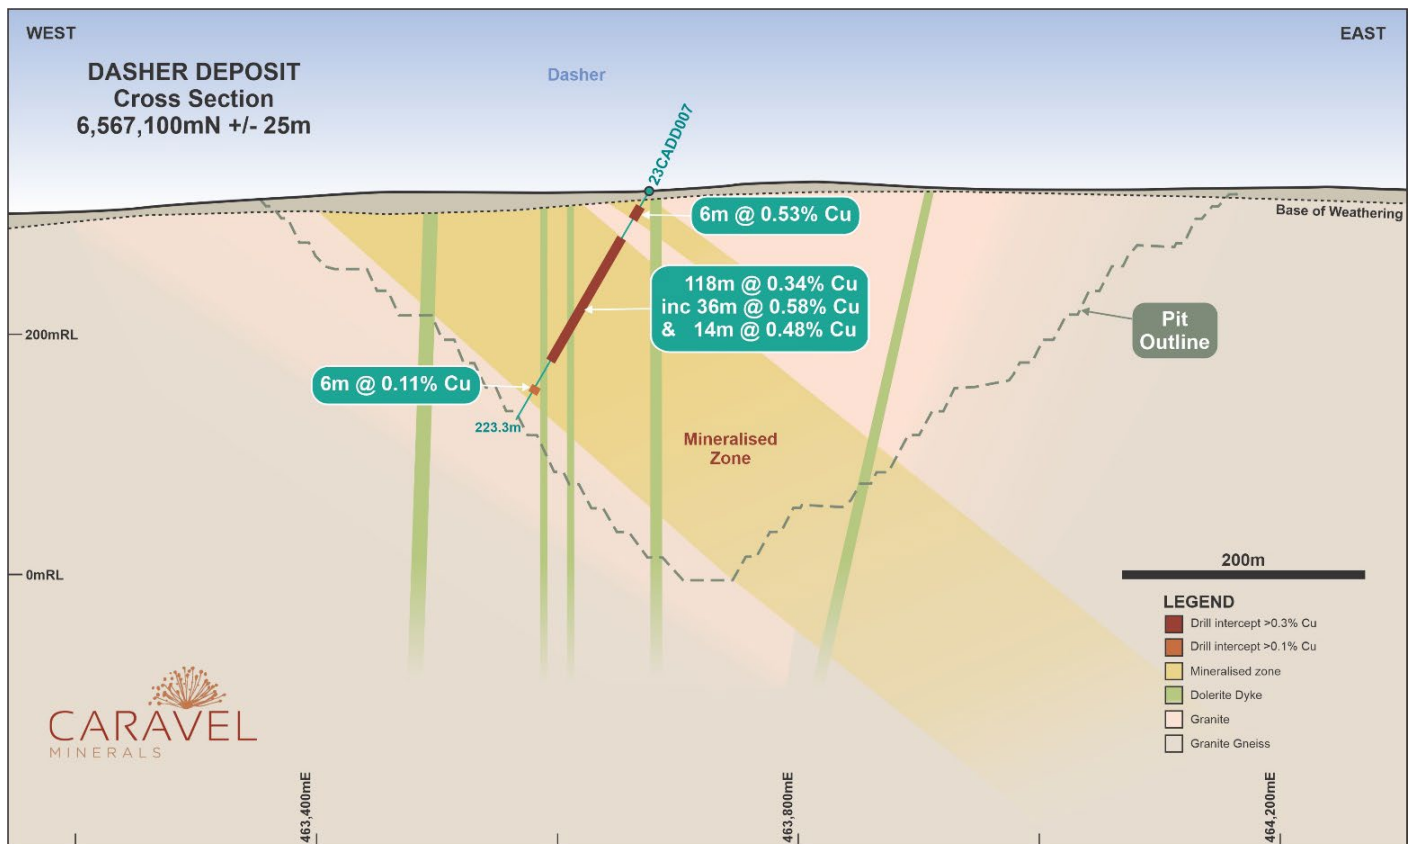 WEST
EAST
DASHER DEPOSIT
Cross Section
6,567,100mN +/- 25m
Dasher
23CADD007
6m @ 0.53% Cu
Base of Weathering
118m @ 0.34% Cu
inc 36m @ 0.58% Cu
& 14m @ 0.48% Cu
Pit
Outline
200mRL
6m @ 0.11% Cu
223.3m
Mineralised
Zone
0mRL
200m
LEGEND
Drill intercept >0.3% Cu
Drill intercept >0.1% Cu
Mineralised zone
Dolerite Dyke
Granite
Granite Gneiss
CARAVEL
MINERALS
463,400mE
463,800mE
464,200mE